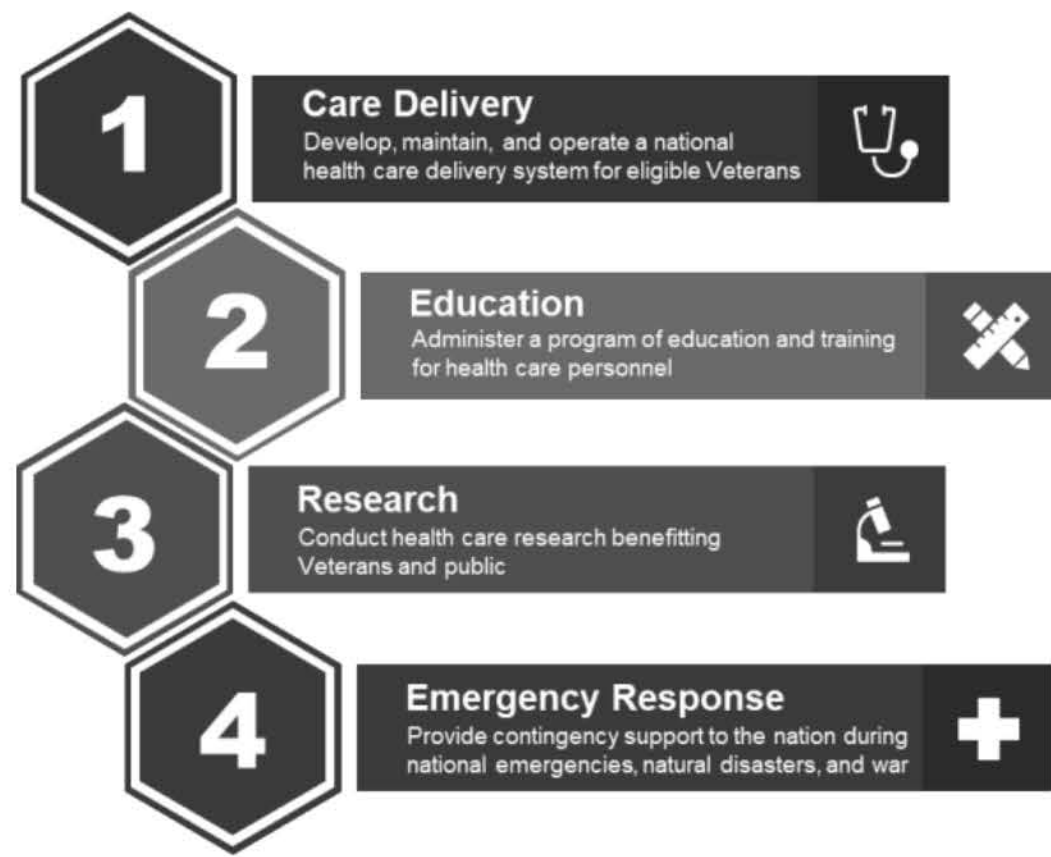 1
Care Delivery
Develop, maintain, and operate a national
health care delivery system for eligible Veterans
2
Education
Administer a program of education and training
for health care personnel
3
Research
Conduct health care research benefitting
Veterans and public
4
Emergency Response
Provide contingency support to the nation during
national emergencies, natural disasters, and war